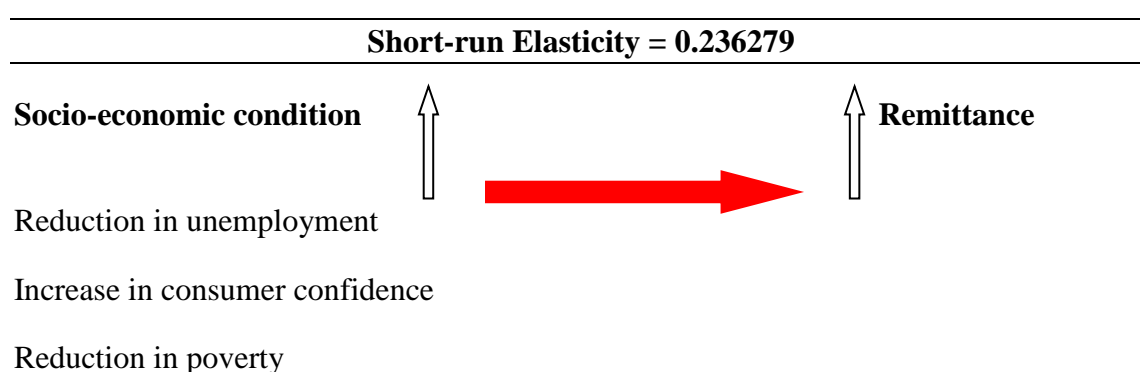 Short-run Elasticity = 0.236279
Socio-economic condition Remittance
Reduction in unemployment
Increase in consumer confidence
Reduction in poverty